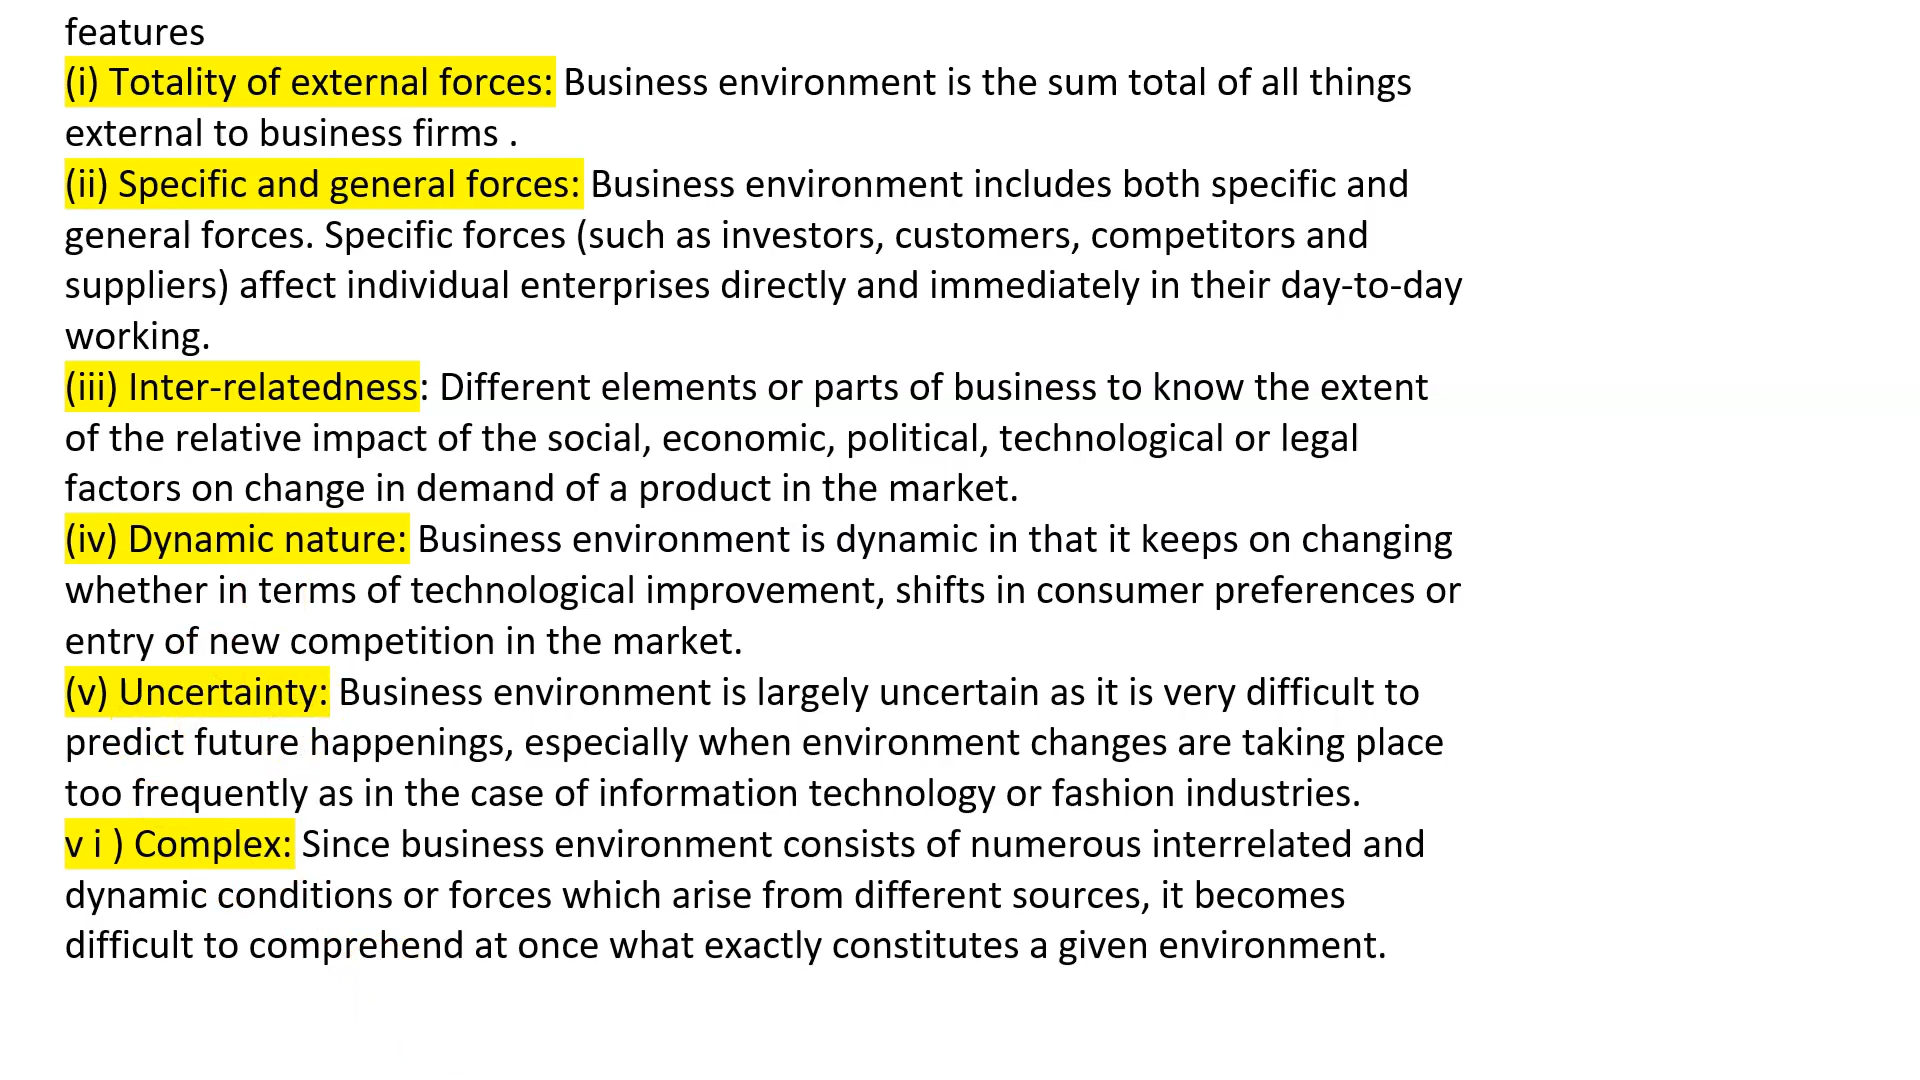 features
(i) Totality of external forces: Business environment is the sum total of all things
external to business firms .
(ii) Specific and general forces: Business environment includes both specific and
general forces. Specific forces (such as investors, customers, competitors and
suppliers) affect individual enterprises directly and immediately in their day-to-day
working.
(iii) Inter-relatedness: Different elements or parts of business to know the extent
of the relative impact of the social, economic, political, technological or legal
factors on change in demand of a product in the market.
(iv) Dynamic nature: Business environment is dynamic in that it keeps on changing
whether in terms of technological improvement, shifts in consumer preferences or
entry of new competition in the market.
(v) Uncertainty: Business environment is largely uncertain as it is very difficult to
predict future happenings, especially when environment changes are taking place
too frequently as in the case of information technology or fashion industries.
v i ) Complex: Since business environment consists of numerous interrelated and
dynamic conditions or forces which arise from different sources, it becomes
difficult to comprehend at once what exactly constitutes a given environment.